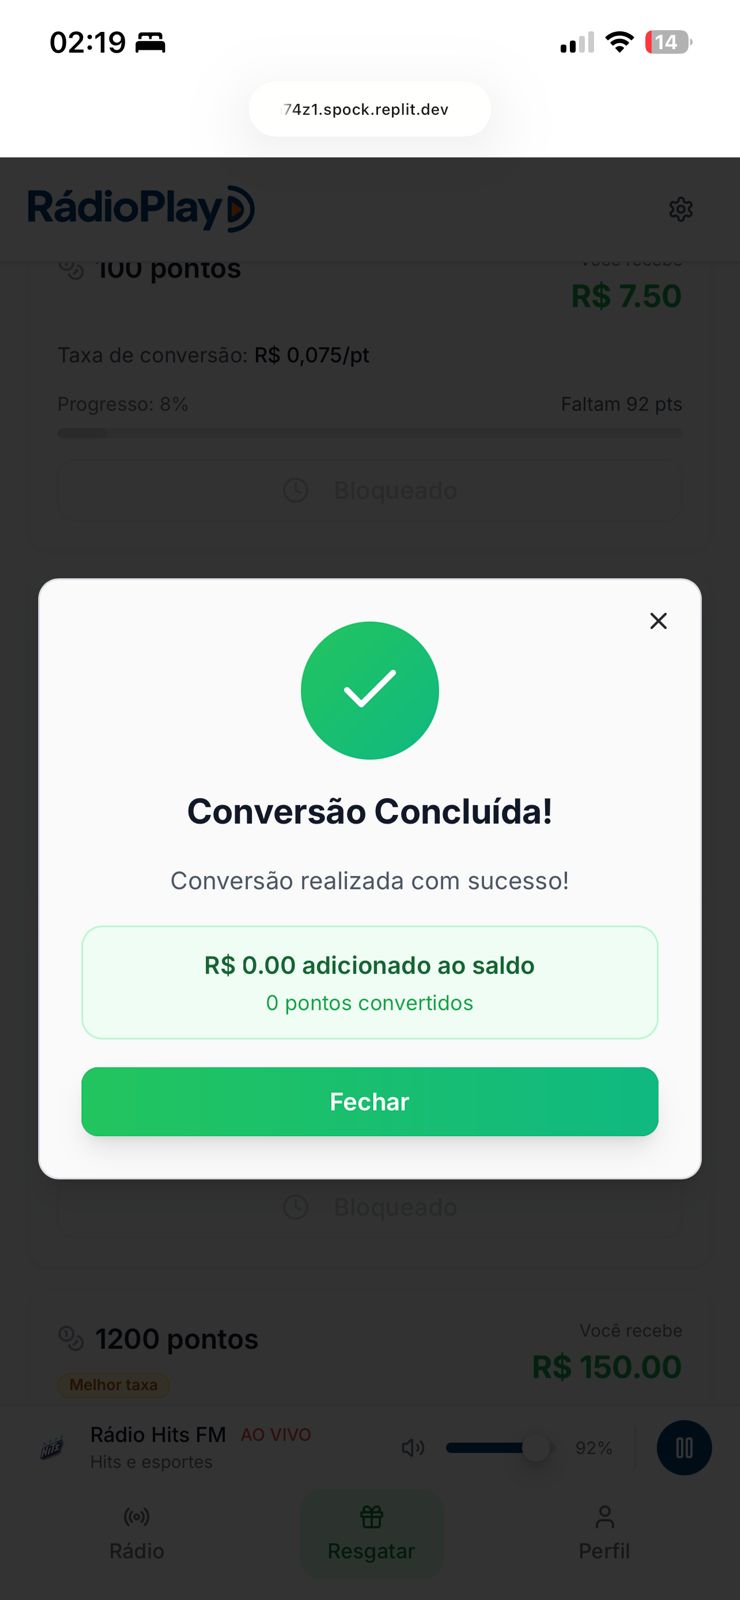 02:19
14
74z1.spock.replit.dev
RádioPlay
100 pontos
Você recebe
R$ 7.50
Taxa de conversão: R$ 0,075/pt
Progresso: 8%
Faltam 92 pts
Bloqueado
Conversão Concluída!
Conversão realizada com sucesso!
R$ 0.00 adicionado ao saldo
0 pontos convertidos
Fechar
Bloqueado
1200 pontos
Você recebe
R$ 150.00
Melhor taxa
HITS
Rádio Hits FM AO VIVO
Hits e esportes
92%
Rádio
Resgatar
Perfil